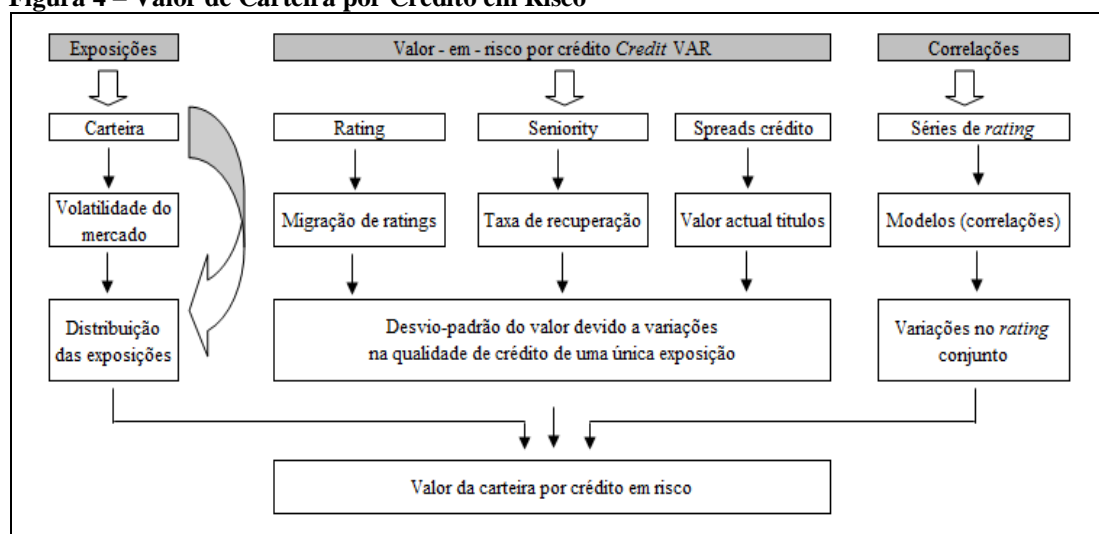 Figura 4 – Valor de Carteira por Crédito em Risco
Exposições
Valor - em - risco por crédito Credit VAR
Correlações
Carteira
Rating
Seniority
Spreads crédito
Séries de rating
Volatilidade do
mercado
Migração de ratings
Taxa de recuperação
Valor actual títulos
Modelos (correlações)
Distribuição
das exposições
Desvio-padrão do valor devido a variações
na qualidade de crédito de uma única exposição
Variações no rating
conjunto
Valor da carteira por crédito em risco